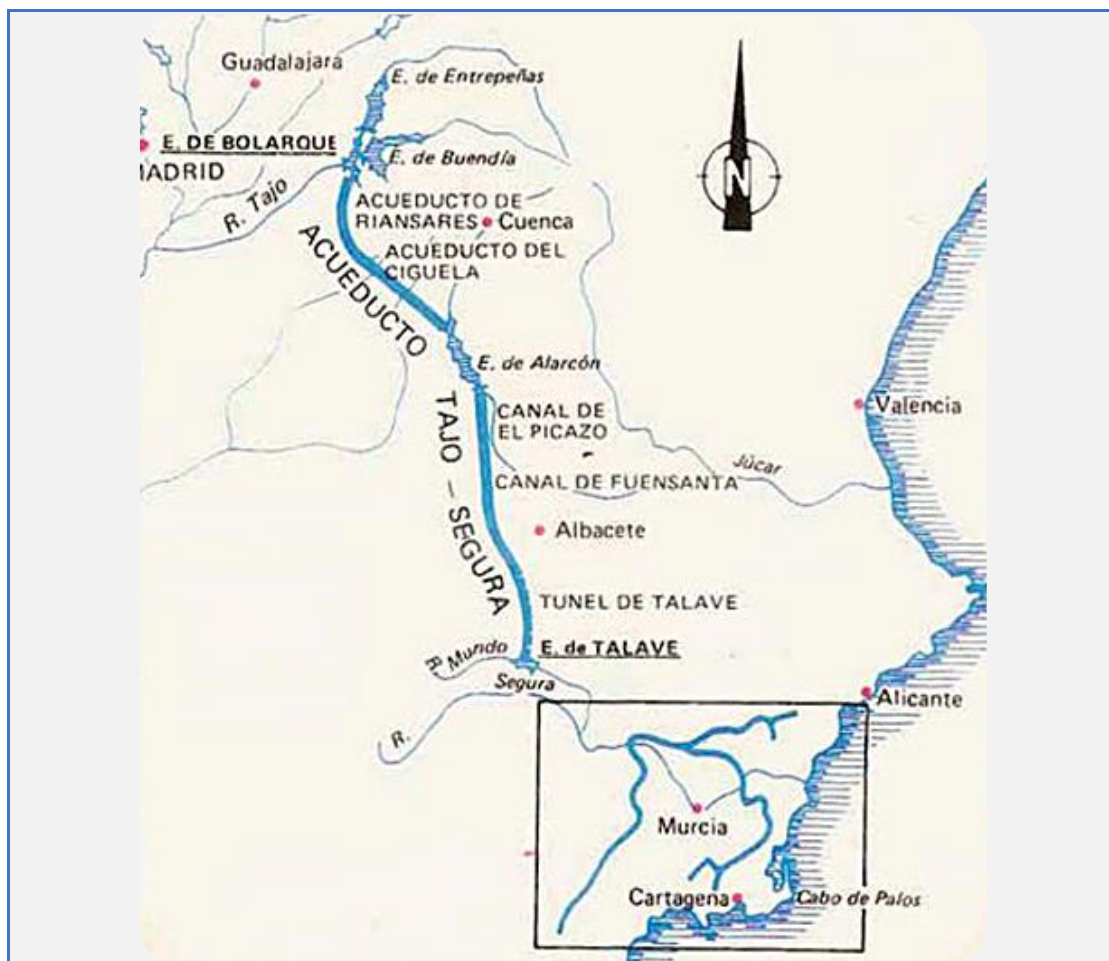 Guadalajara
E. de Entrepeñas
E. DE BOLARQUE
MADRID
E. de Buendía
R. Tajo
ACUEDUCTO DE
RIANSARES
Cuenca
ACUEDUCTO DEL
CIGUELA
ACUEDUCTO TAJO - SEGURA
N
E. de Alarcón
CANAL DE
EL PICAZO
Valencia
Júcar
CANAL DE FUENSANTA
Albacete
TUNEL DE TALAVE
R. Mundo
E. de TALAVE
R. Segura
Alicante
Murcia
Cartagena
Cabo de Palos